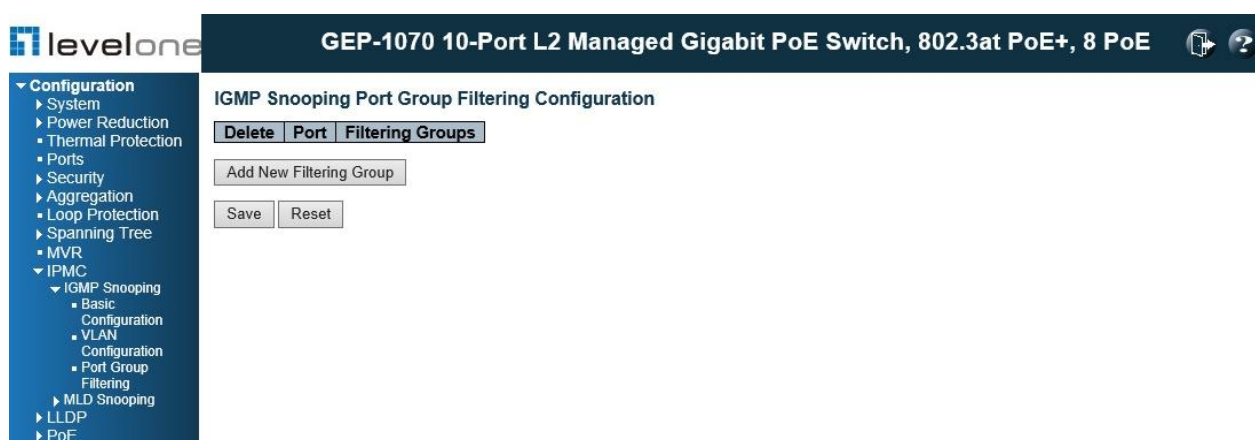 levelone
GEP-1070 10-Port L2 Managed Gigabit PoE Switch, 802.3at PoE+, 8 PoE
?
Configuration
System
Power Reduction
Thermal Protection
Ports
Security
Aggregation
Loop Protection
Spanning Tree
MVR
IPMC
IGMP Snooping
Basic
Configuration
VLAN
Configuration
Port Group
Filtering
MLD Snooping
LLDP
PoE
IGMP Snooping Port Group Filtering Configuration
Delete Port Filtering Groups
Add New Filtering Group
Save Reset